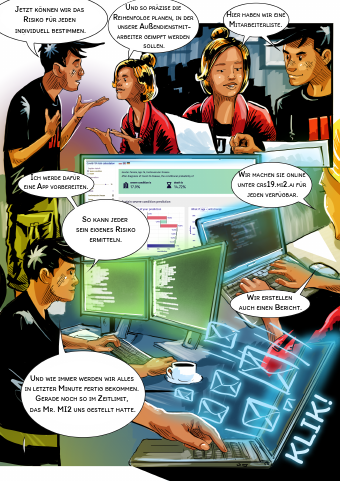 Jetzt können wir das
Risiko für jeden
individuell bestimmen.
Und so präzise die
Reihenfolge planen, in der
unsere Außendienstmit-
arbeiter geimpft werden
sollen.
Hier haben wir eine
Mitarbeiterliste.
Ich werde dafür
eine App vorbereiten.
Wir machen sie online
unter crs19.mi2.ai für
jeden verfügbar.
So kann jeder
sein eigenes Risiko
ermitteln.
Wir erstellen
auch einen Bericht.
Und wie immer werden wir alles
in letzter Minute fertig bekommen.
Gerade noch so im Zeitlimit,
das Mr. MI2 uns gestellt hatte.
KLIK!